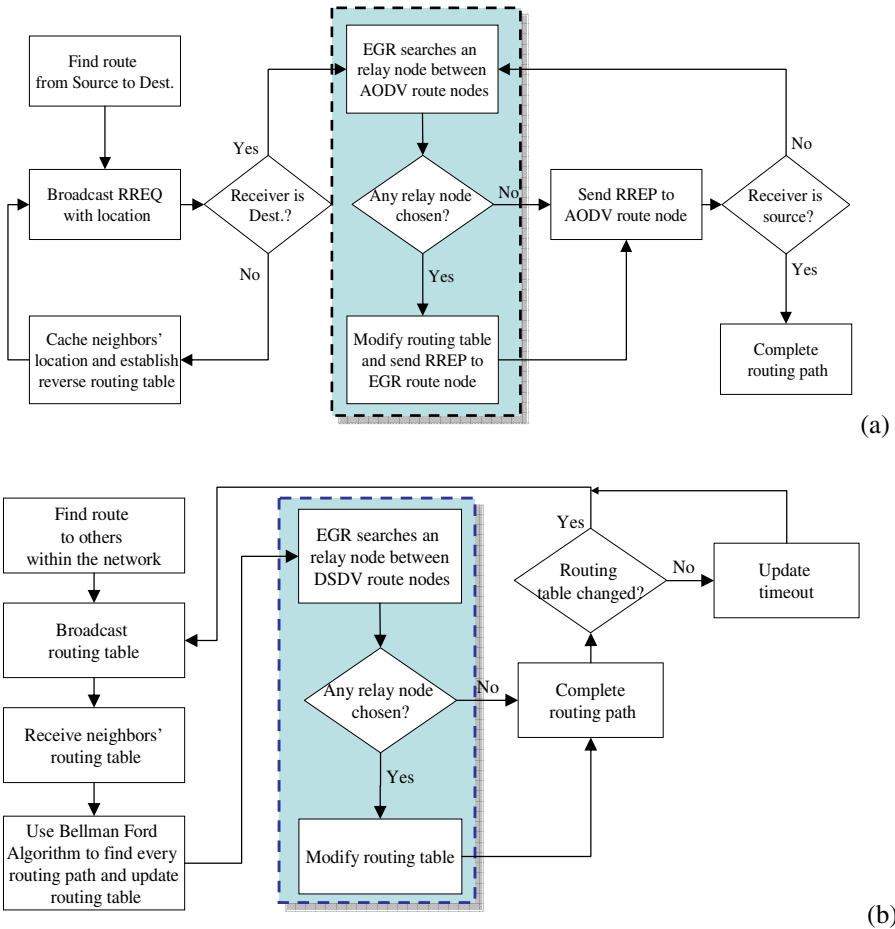 Find route
from Source to Dest.
Broadcast RREQ
with location
Cache neighbors'
location and establish
reverse routing table
Yes
Receiver is
Dest.?
No
EGR searches an
relay node between
AODV route nodes
Any relay node
chosen?
No
Yes
Modify routing table
and send RREP to
EGR route node
Send RREP to
AODV route node
No
Receiver is
source?
Yes
Complete
routing path
(a)
Find route
to others
within the network
Broadcast
routing table
Receive neighbors'
routing table
Use Bellman Ford
Algorithm to find every
routing path and update
routing table
EGR searches an
relay node between
DSDV route nodes
Any relay node
chosen?
No
Yes
Modify routing table
Complete
routing path
Yes
Routing
table changed?
No
Update
timeout
(b)